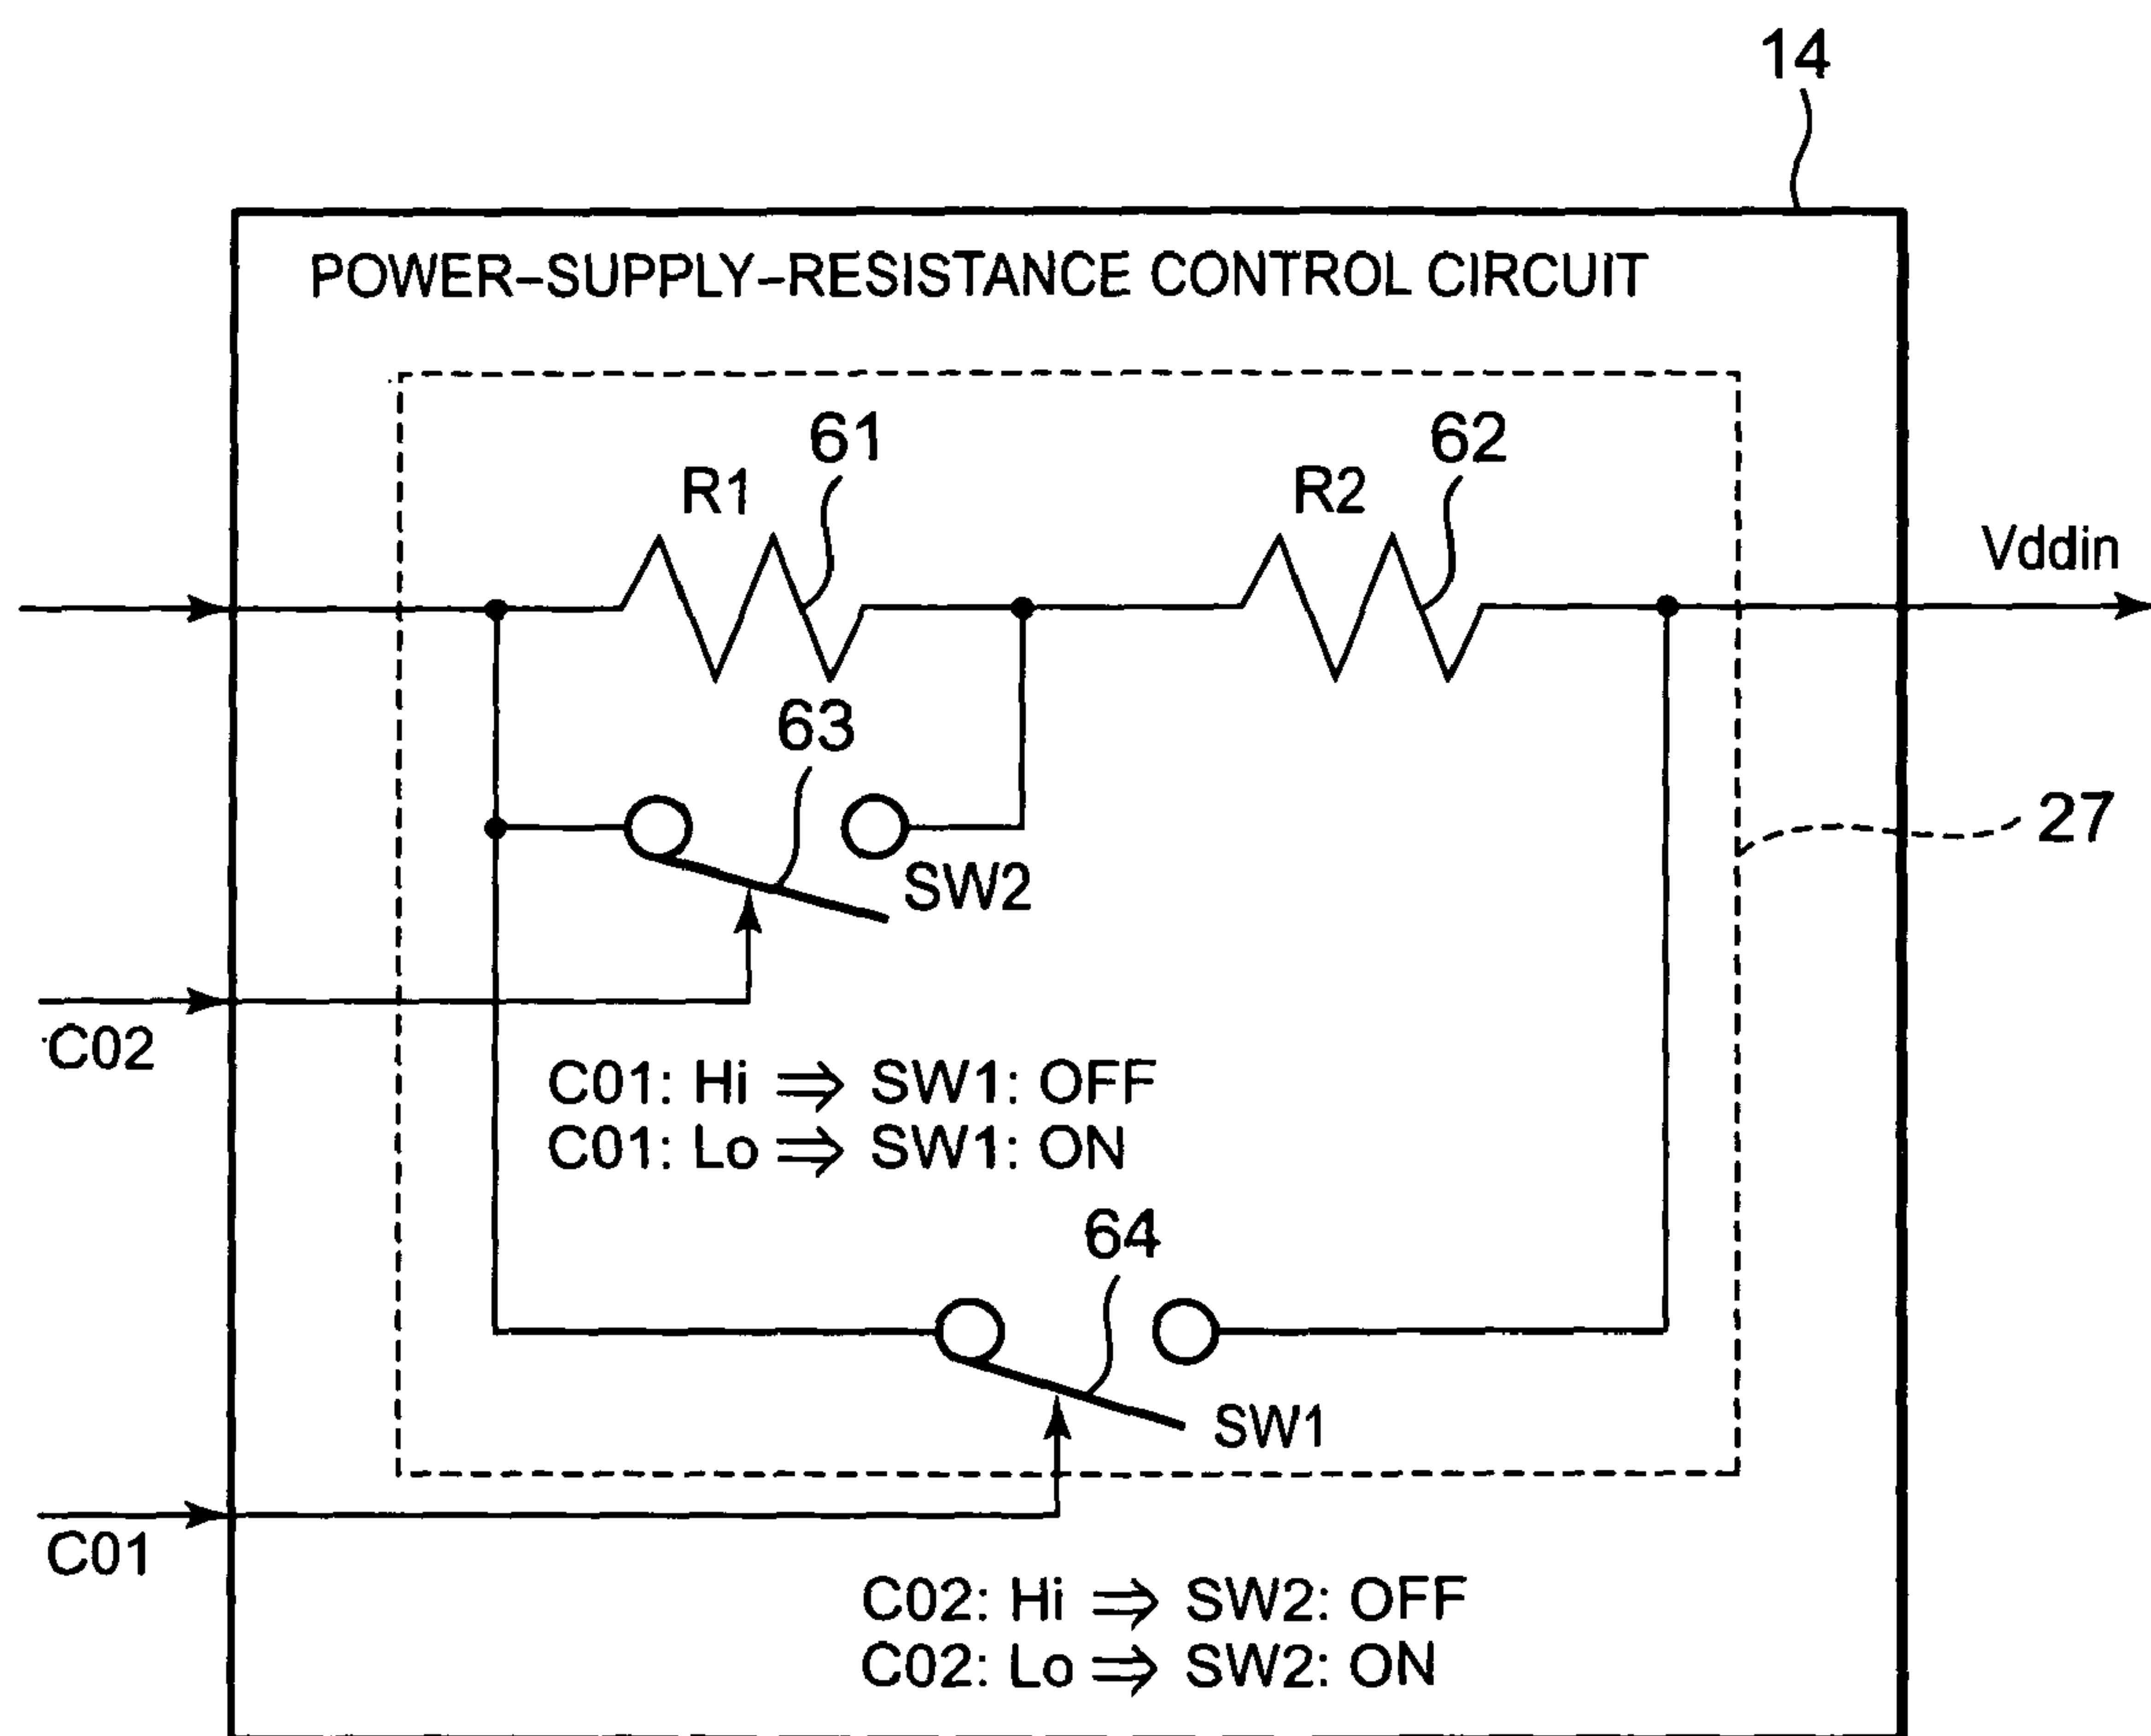 14
POWER-SUPPLY-RESISTANCE CONTROL CIRCUIT
61
62
R1
R2
Vddin
63
27
SW2
C02
C01: Hi ⇒ SW1: OFF
C01: Lo ⇒ SW1: ON
64
SW1
C01
C02: Hi ⇒ SW2: OFF
C02: Lo ⇒ SW2: ON